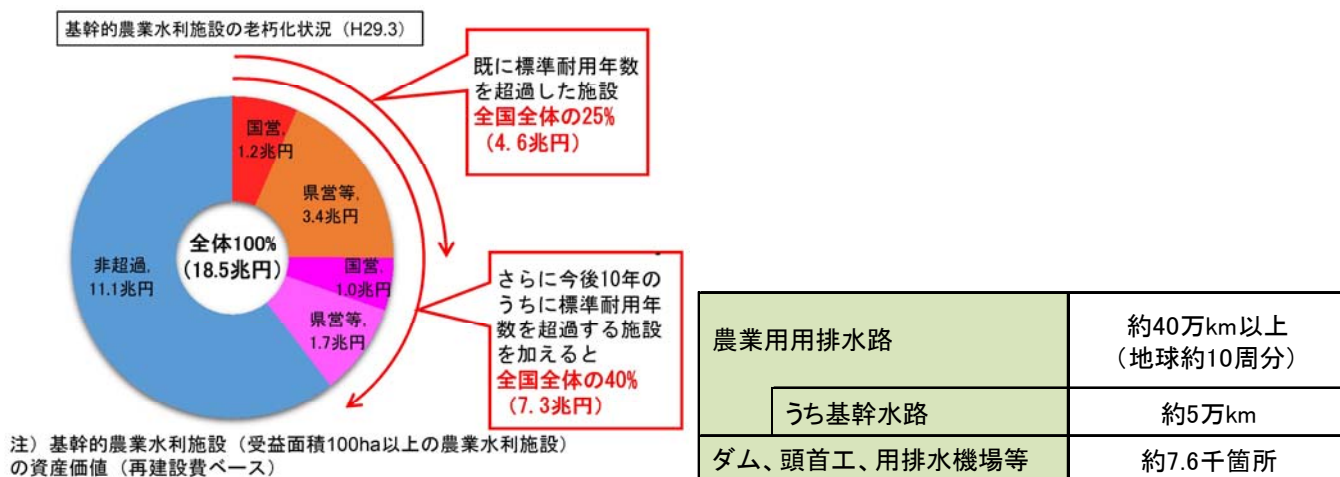 基幹的農業水利施設の老朽化状況（H29.3）
既に標準耐用年数
を超過した施設
全国全体の25%
（4.6兆円）
国営,
1.2兆円
県営等,
3.4兆円
全体100%
（18.5兆円）
非超過,
11.1兆円
国営,
1.0兆円
県営等,
1.7兆円
さらに今後10年の
うちに標準耐用年
数を超過する施設
を加えると
全国全体の40%
（7.3兆円）
注）基幹的農業水利施設（受益面積100ha以上の農業水利施設）
の資産価値（再建設費ベース）
農業用用排水路
約40万km以上
（地球約10周分）
うち基幹水路
約5万km
ダム、頭首工、用排水機場等
約7.6千箇所